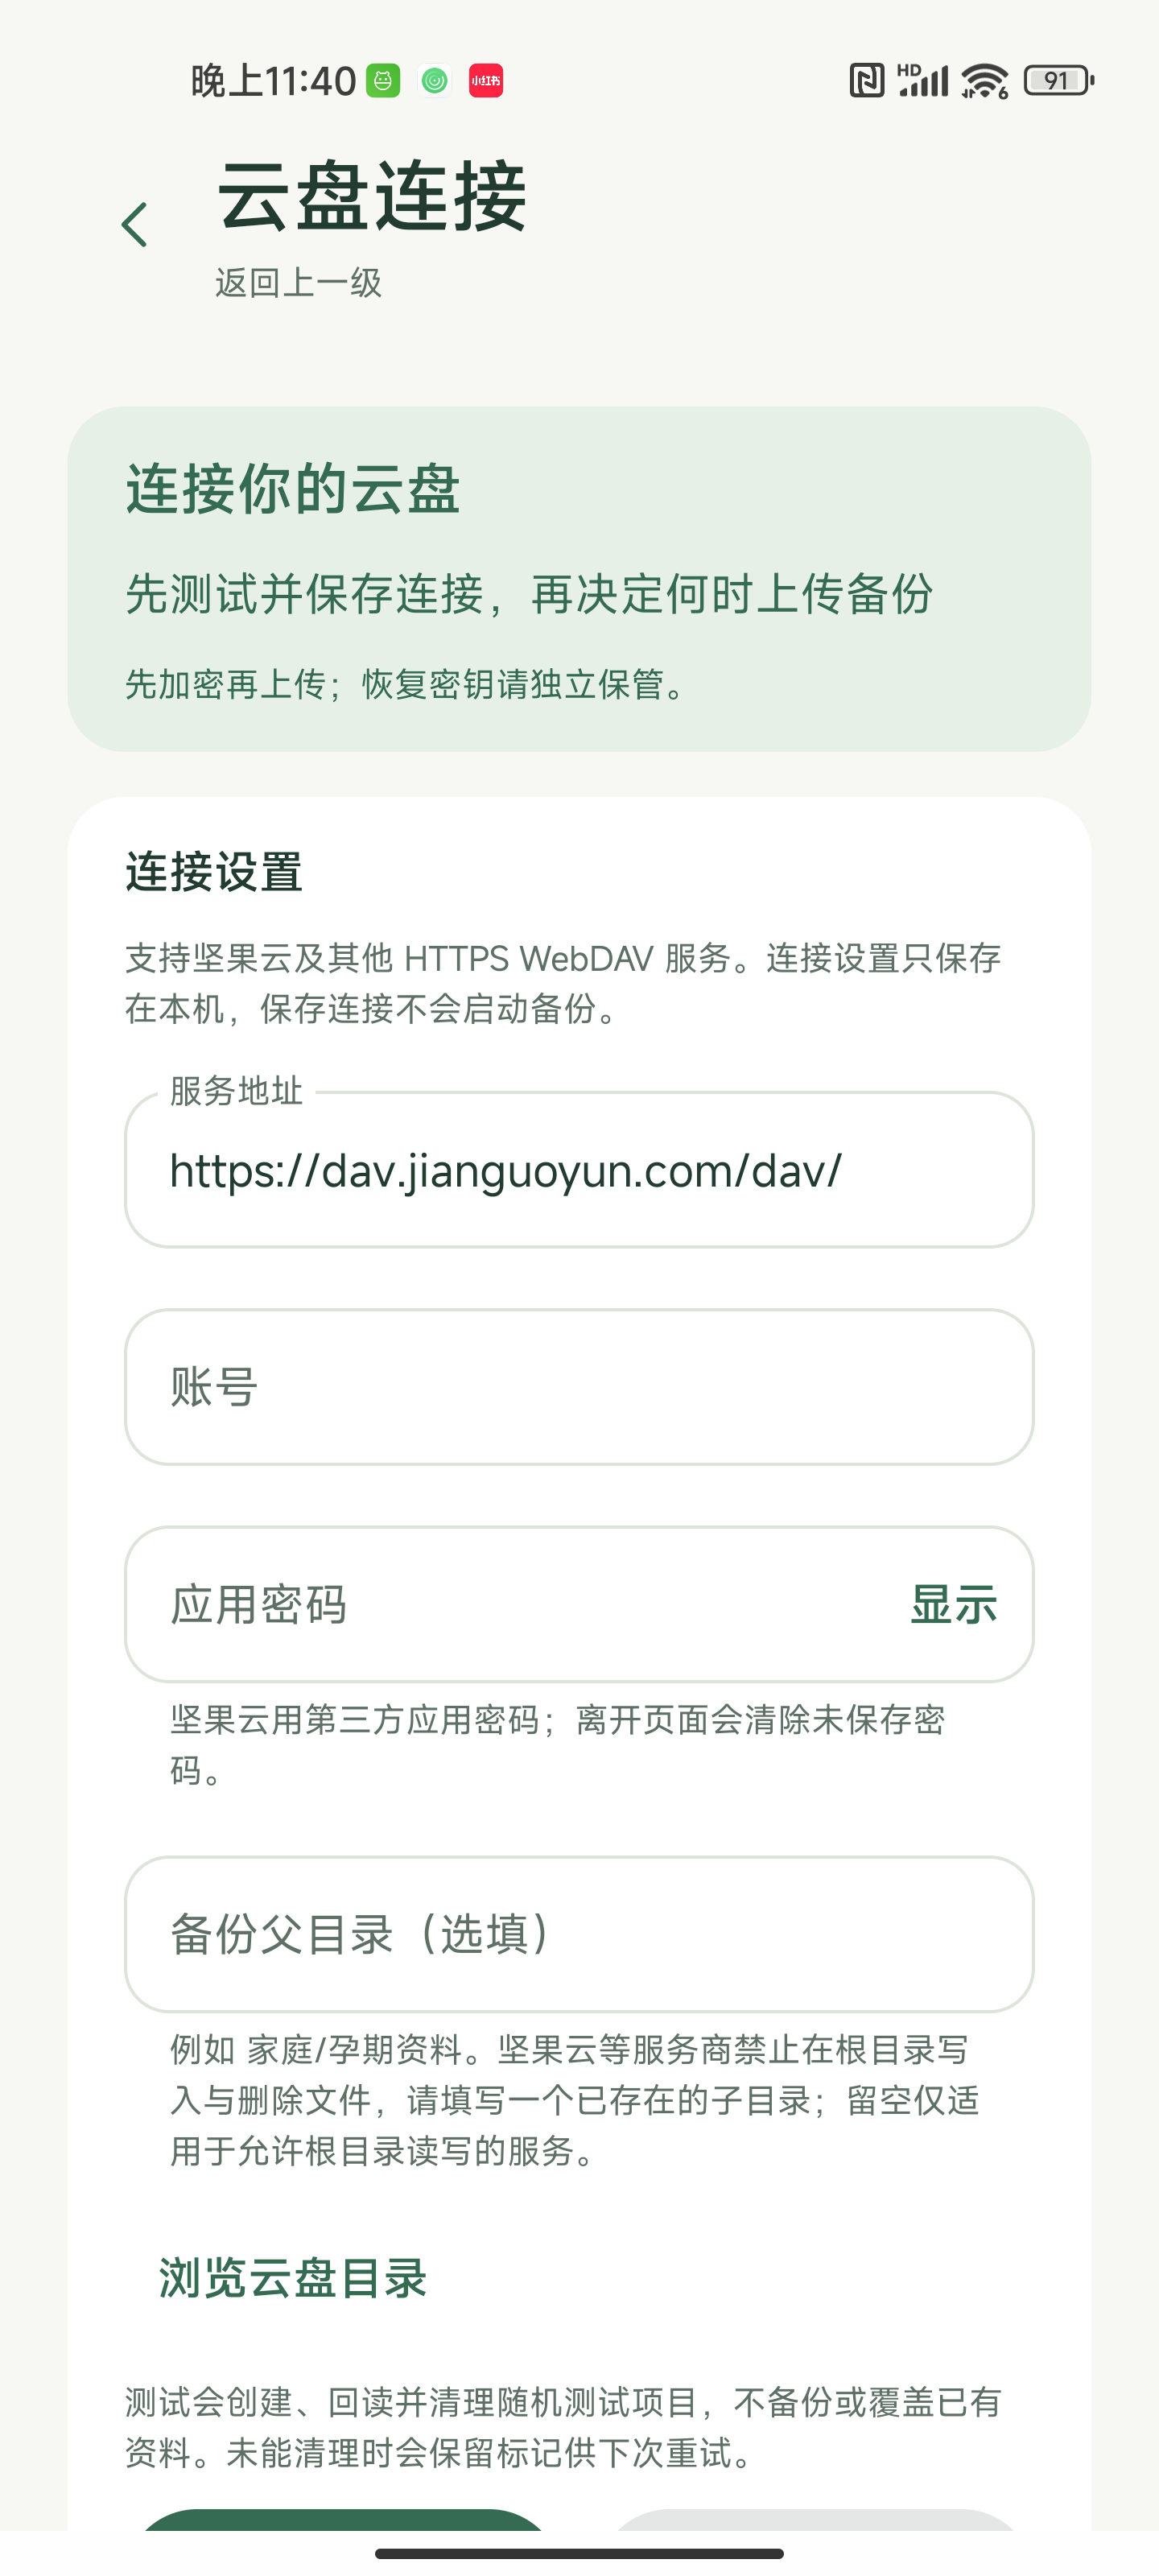 晚上11:40
小红书
HD
6
91
云盘连接
返回上一级
连接你的云盘
先测试并保存连接，再决定何时上传备份
先加密再上传；恢复密钥请独立保管。
连接设置
支持坚果云及其他 HTTPS WebDAV 服务。连接设置只保存
在本机，保存连接不会启动备份。
服务地址
https://dav.jianguoyun.com/dav/
账号
应用密码
显示
坚果云用第三方应用密码；离开页面会清除未保存密
码。
备份父目录（选填）
例如 家庭/孕期资料。坚果云等服务商禁止在根目录写
入与删除文件，请填写一个已存在的子目录；留空仅适
用于允许根目录读写的服务。
浏览云盘目录
测试会创建、回读并清理随机测试项目，不备份或覆盖已有
资料。未能清理时会保留标记供下次重试。